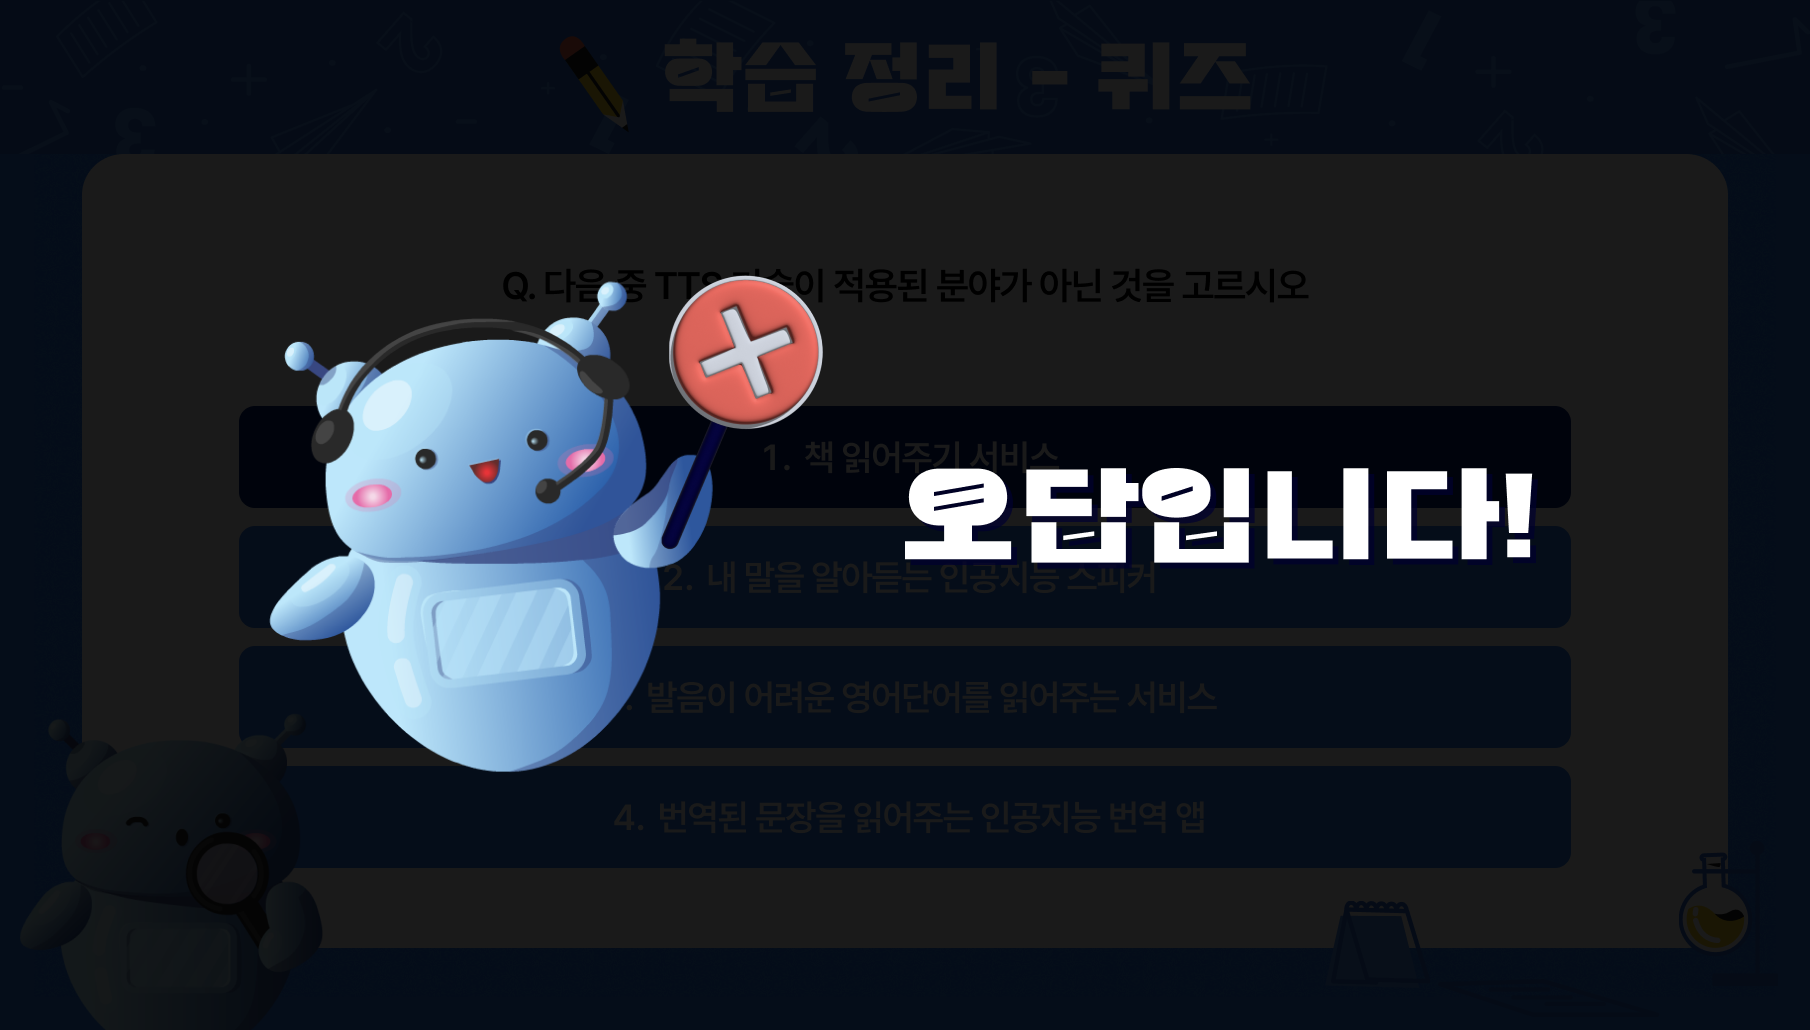 학습 정리 - 퀴즈
Q. 다음 중 TTS 기술이 적용된 분야가 아닌 것을 고르시오
1. 책 읽어주기 서비스
오답입니다!
2. 내 말을 알아듣는 인공지능 스피커
발음이 어려운 영어단어를 읽어주는 서비스
4. 번역된 문장을 읽어주는 인공지능 번역 앱